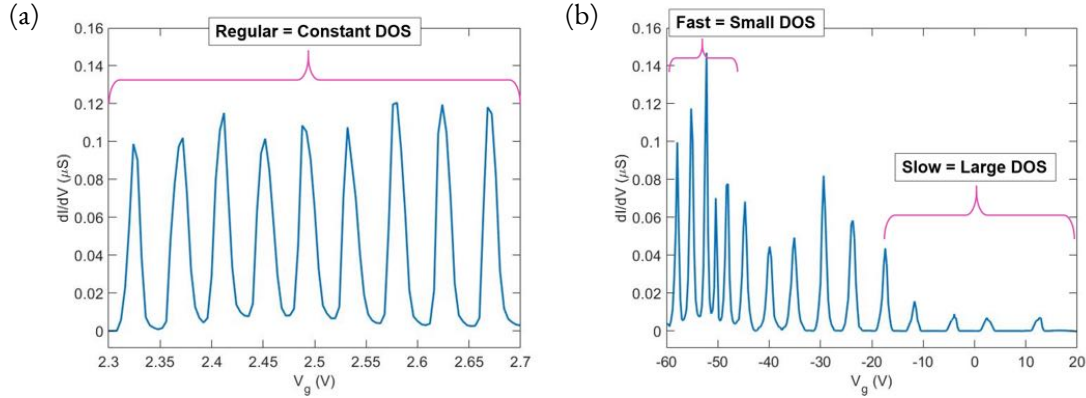 (a)
Regular = Constant DOS
0.16
0.14
0.12
0.1
0.08
0.06
0.04
0.02
0
dI/dV (μS)
2.3 2.35 2.4 2.45 2.5 2.55 2.6 2.65 2.7
Vg (V)
(b)
Fast = Small DOS
Slow = Large DOS
0.16
0.14
0.12
0.1
0.08
0.06
0.04
0.02
0
dI/dV (μS)
-60 -50 -40 -30 -20 -10 0 10 20
Vg (V)